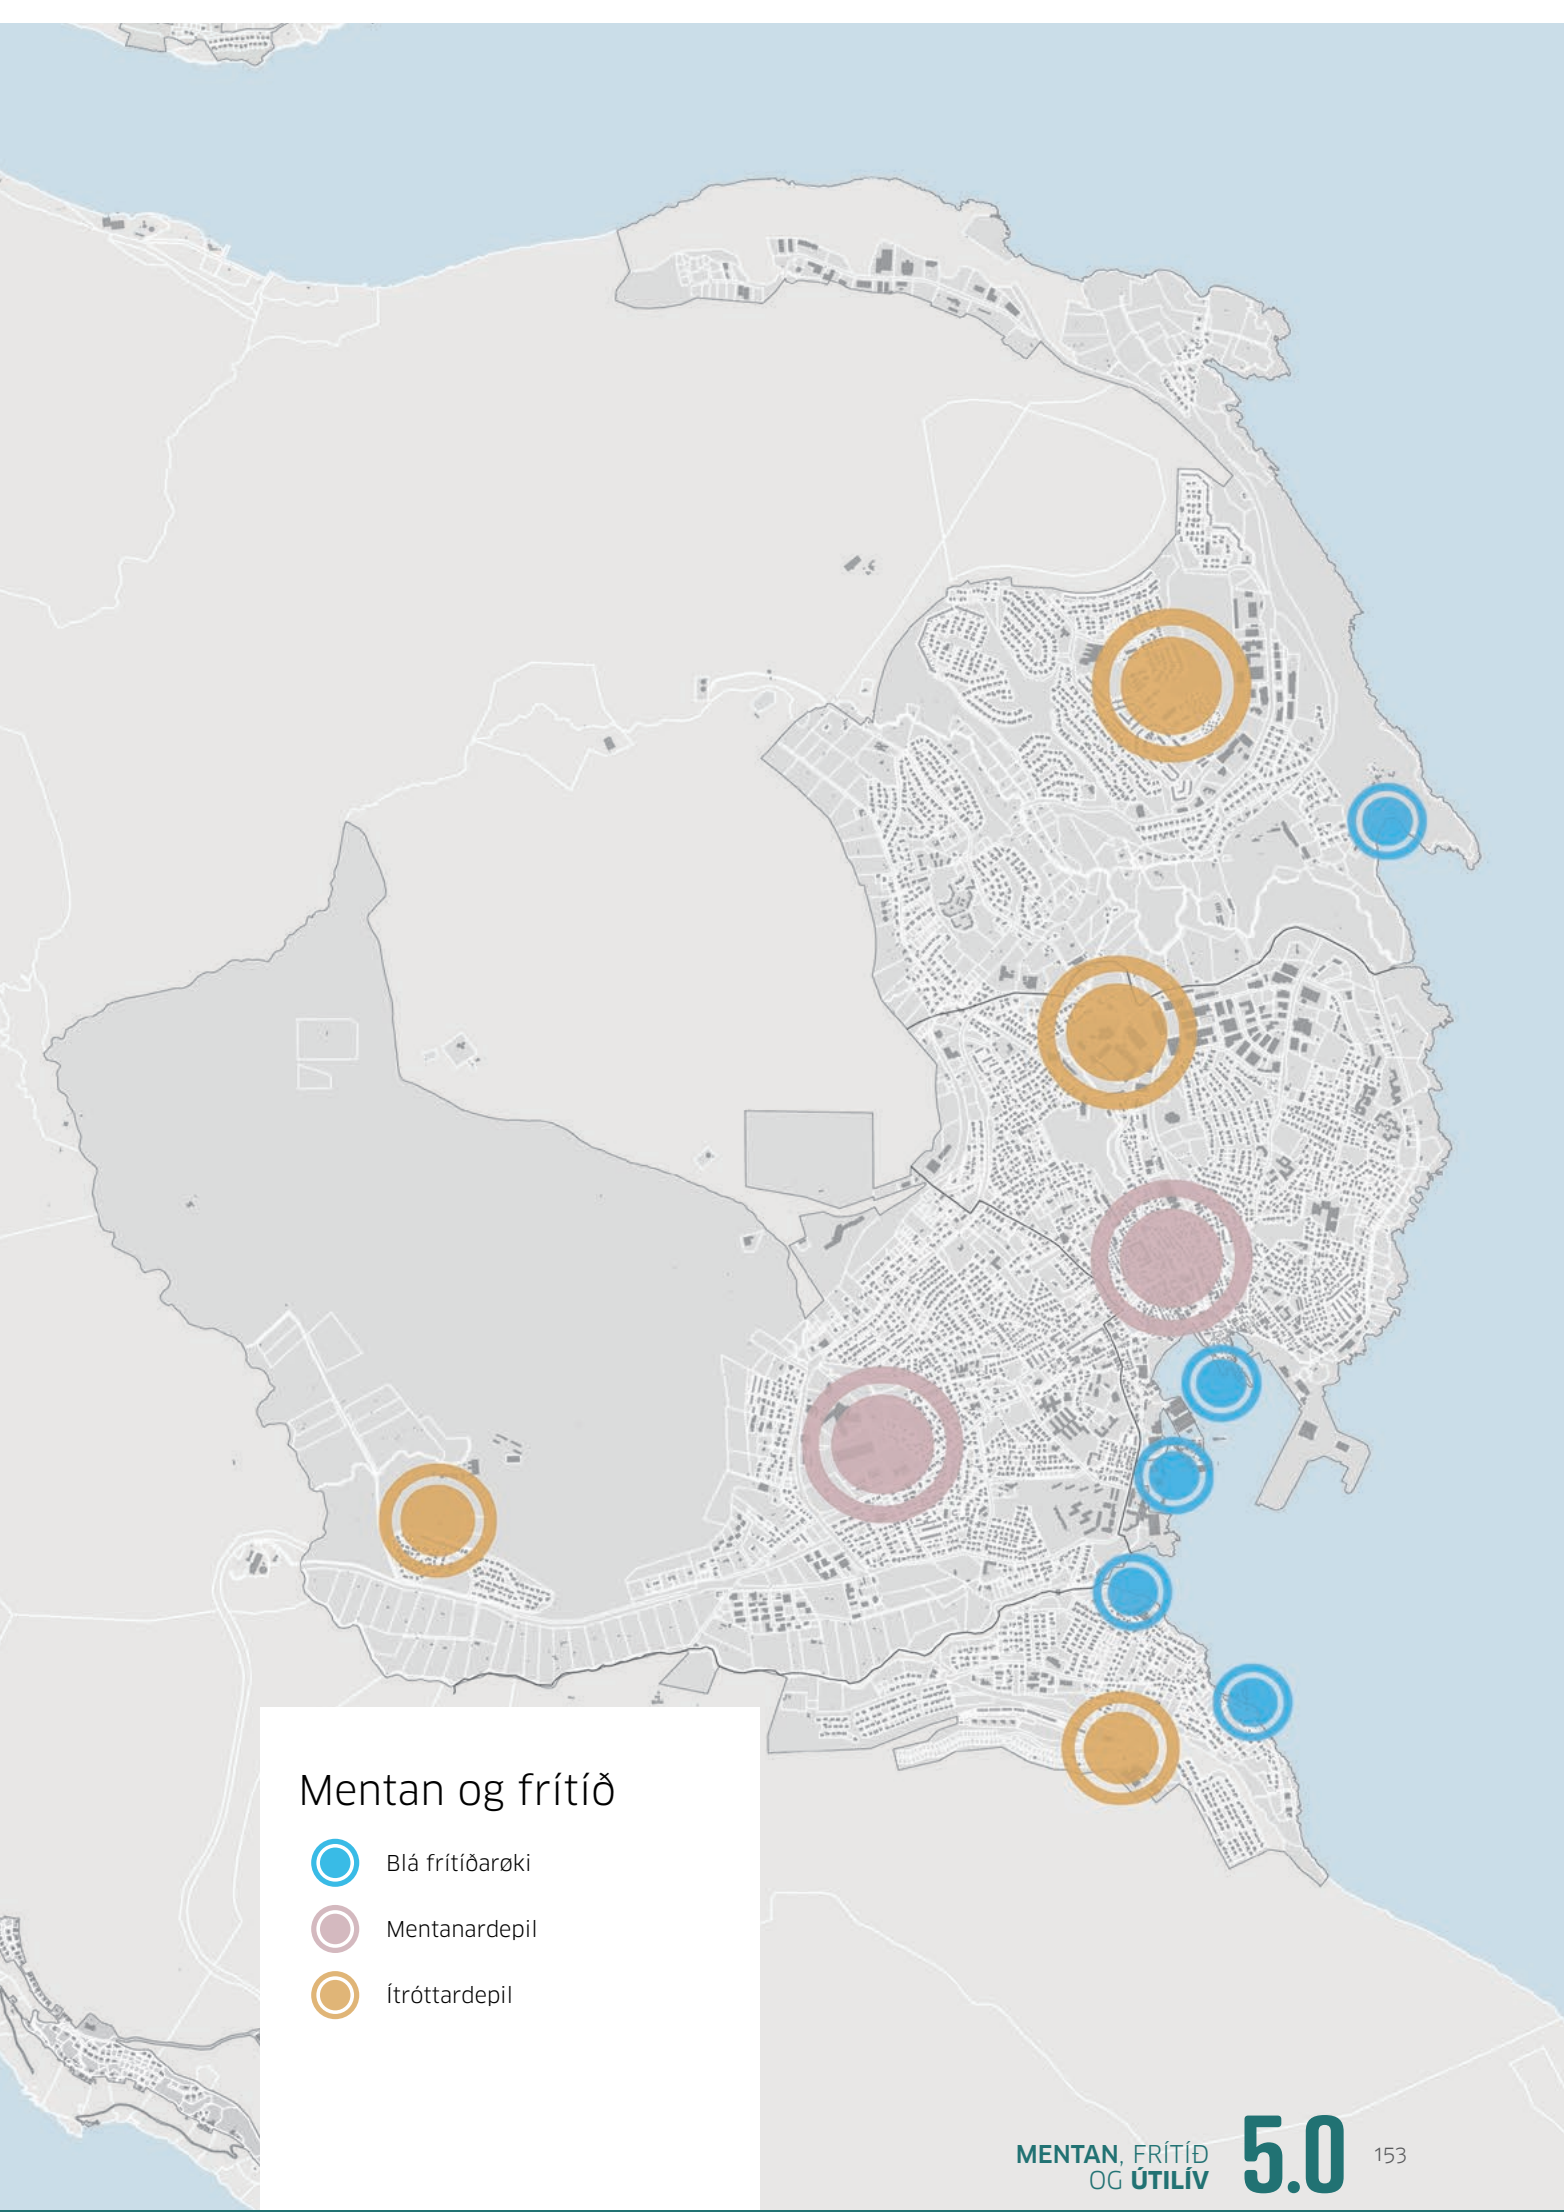 Mentan og frítíð
Blá frítíðarøki
Mentanardepil
Ítróttardepil
MENTAN, FRÍTÍÐ
OG ÚTILÍV
5.0
153